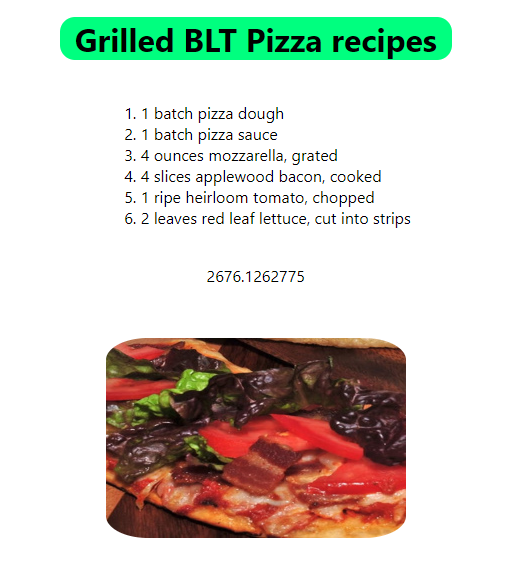 Grilled BLT Pizza recipes
1. 1 batch pizza dough
2. 1 batch pizza sauce
3. 4 ounces mozzarella, grated
4. 4 slices applewood bacon, cooked
5. 1 ripe heirloom tomato, chopped
6. 2 leaves red leaf lettuce, cut into strips
2676.1262775